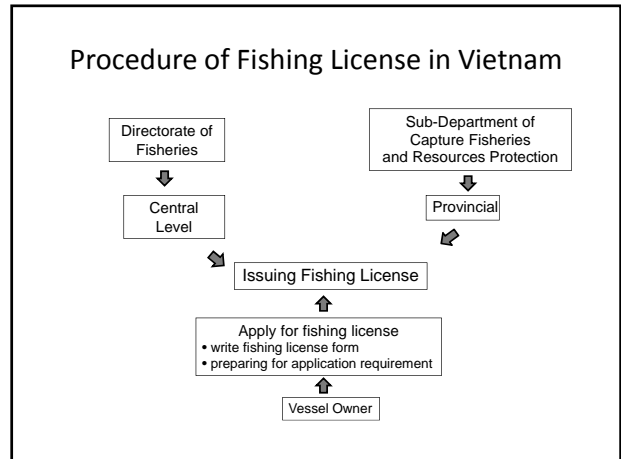 Procedure of Fishing License in Vietnam
Directorate of
Fisheries
Sub-Department of
Capture Fisheries
and Resources Protection
Central
Level
Provincial
Issuing Fishing License
Apply for fishing license
• write fishing license form
• preparing for application requirement
Vessel Owner